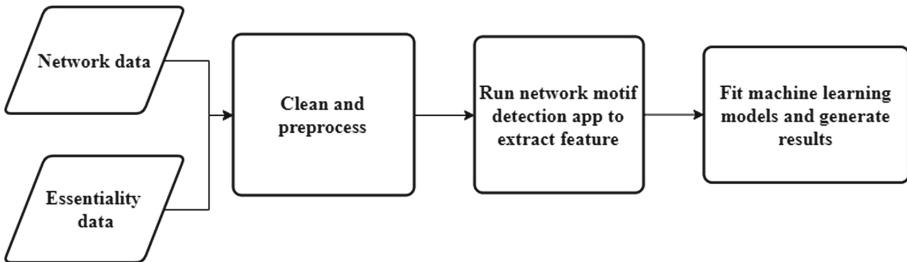 Network data
Essentiality
data
Clean and
preprocess
Run network motif
detection app to
extract feature
Fit machine learning
models and generate
results